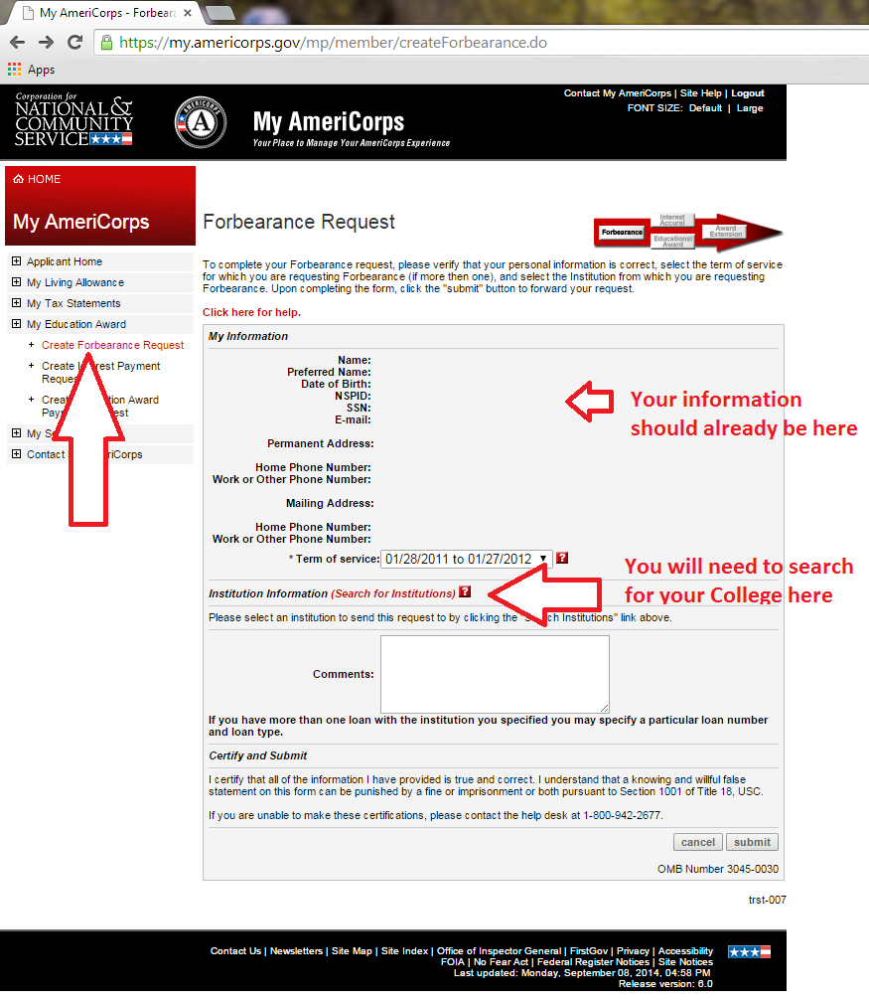 My AmeriCorps - Forbeara
https://my.americorps.gov/mp/member/createForbearance.do
Apps
Corporation for
NATIONAL &
COMMUNITY
SERVICE
AMERICORPS
A
My AmeriCorps
Your Place to Manage Your AmeriCorps Experience
Contact My AmeriCorps | Site Help | Logout
FONT SIZE: Default | Large
HOME
My AmeriCorps
Applicant Home
My Living Allowance
My Tax Statements
My Education Award
Create Forbearance Request
Create I rest Payment
Reque
Creat ion Award
Pay est
My S
Contact riCorps
Forbearance Request
Forbearance
Interest
Accural
Educational
Award
Award
Extension
To complete your Forbearance request, please verify that your personal information is correct, select the term of service
for which you are requesting Forbearance (if more then one), and select the Institution from which you are requesting
Forbearance. Upon completing the form, click the "submit" button to forward your request.
Click here for help.
My Information
Name:
Preferred Name:
Date of Birth:
NSPID:
SSN:
E-mail:
Permanent Address:
Home Phone Number:
Work or Other Phone Number:
Mailing Address:
Home Phone Number:
Work or Other Phone Number:
Your information
should already be here
* Term of service: 01/28/2011 to 01/27/2012 ?
Institution Information (Search for Institutions) ?
You will need to search
for your College here
Please select an institution to send this request to by clicking the "S ch Institutions" link above.
Comments:
If you have more than one loan with the institution you specified you may specify a particular loan number
and loan type.
Certify and Submit
I certify that all of the information I have provided is true and correct. I understand that a knowing and willful false
statement on this form can be punished by a fine or imprisonment or both pursuant to Section 1001 of Title 18, USC.
If you are unable to make these certifications, please contact the help desk at 1-800-942-2677.
cancel submit
OMB Number 3045-0030
trst-007
Contact Us | Newsletters | Site Map | Site Index | Office of Inspector General | FirstGov | Privacy | Accessibility
FOIA | No Fear Act | Federal Register Notices | Site Notices
Last updated: Monday, September 08, 2014, 04:58 PM
Release version: 6.0